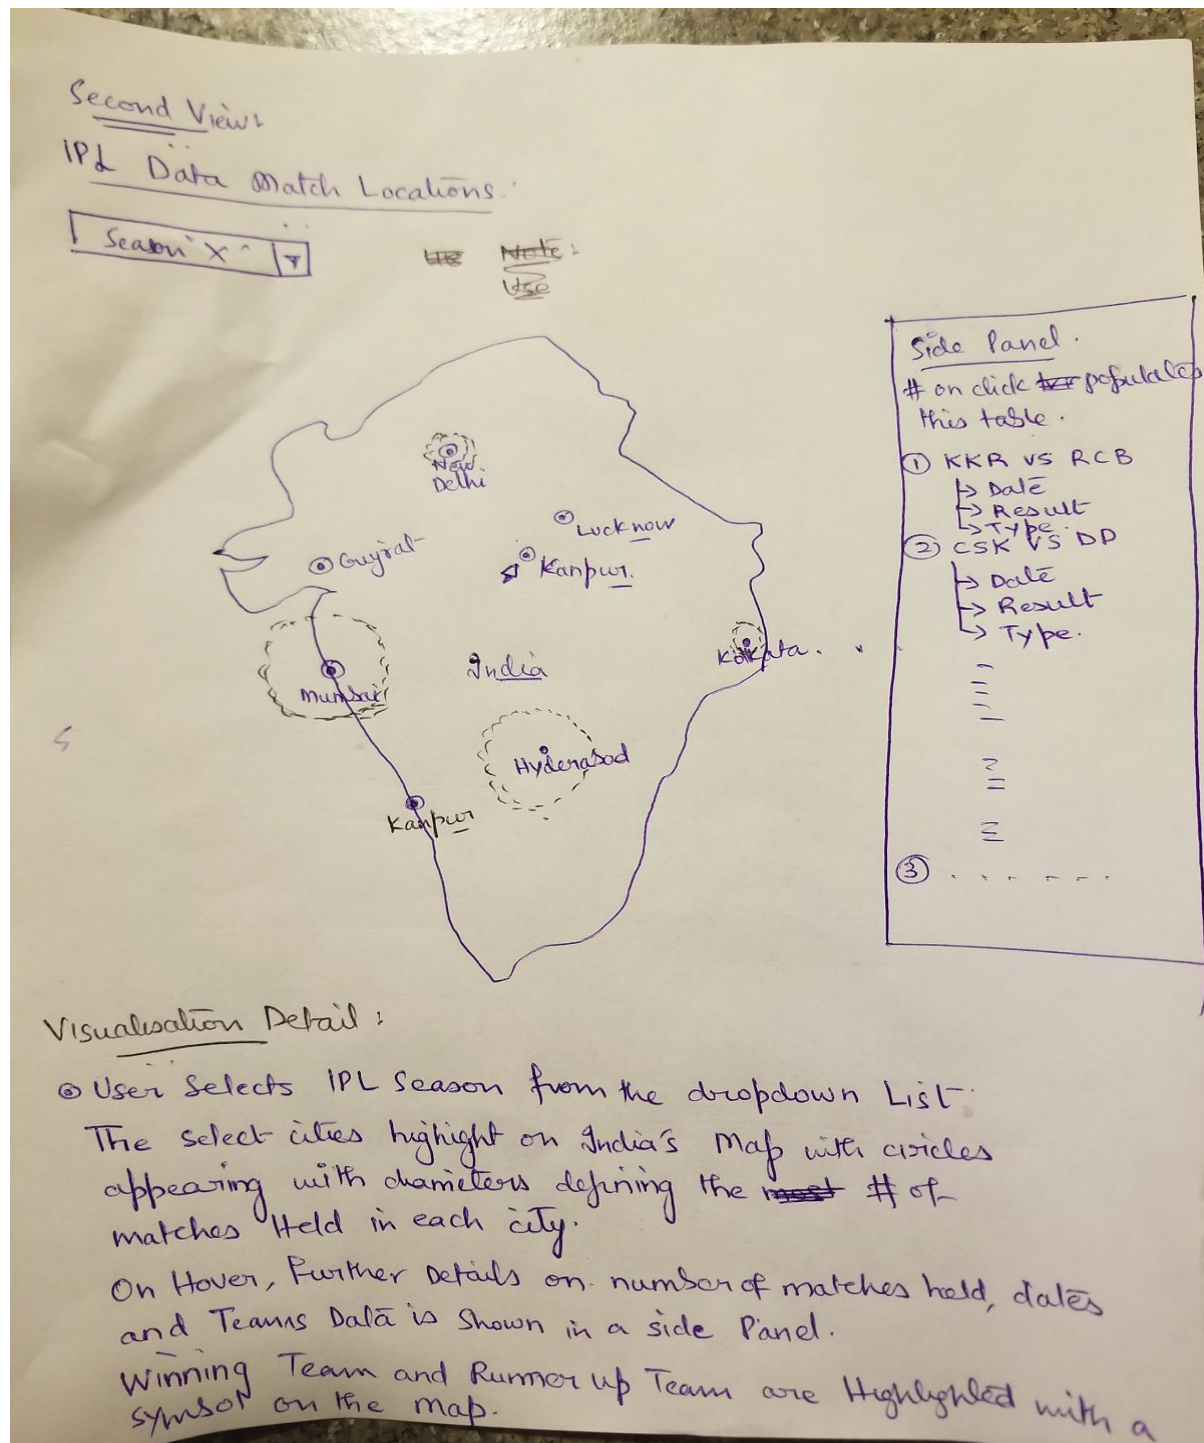 Second View:
IPL Data Match Locations.
Season X
Use Note:
Use
Side Panel.
# on click populates
this table.
① KKR VS RCB
↳ Date
↳ Result
↳ Type.
② CSK VS DD
↳ Date
↳ Result
↳ Type.
③ . . . . . .
New
Delhi
Lucknow
Gujrat
Kanpur.
Kolkata.
India
Mumbai
Hyderabad
Kanpur
Visualisation Detail:
User Selects IPL Season from the dropdown List.
The select cities highight on India's Map with circles
appearing with diameters defining the most # of
matches Held in each city.
On Hover, Further Details on number of matches held, dates
and Teams Data is Shown in a side Panel.
Winning Team and Runner up Team are Highlighted with a
symbol on the map.